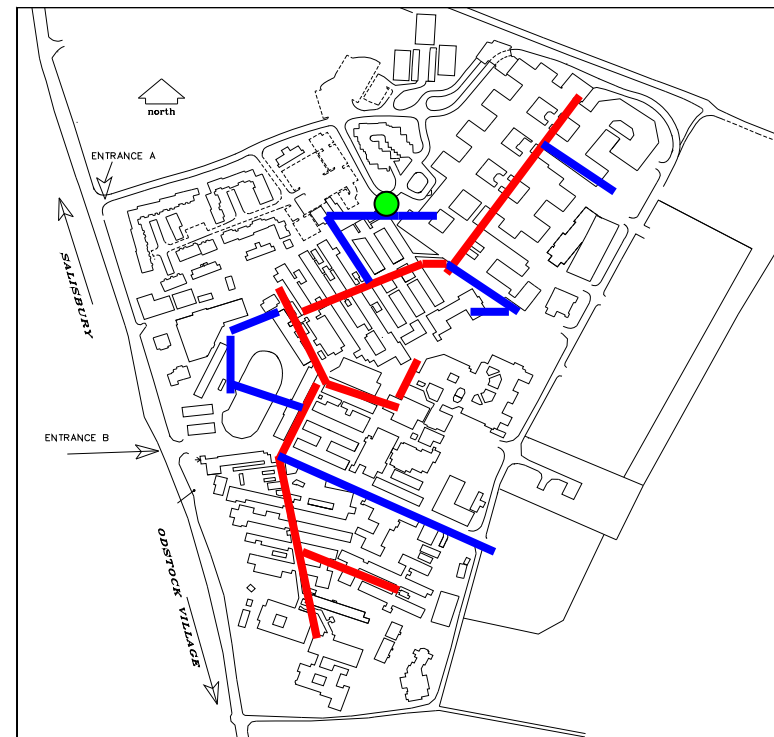 north
ENTRANCE A
SALISBURY
ENTRANCE B
ODSTOCK VILLAGE